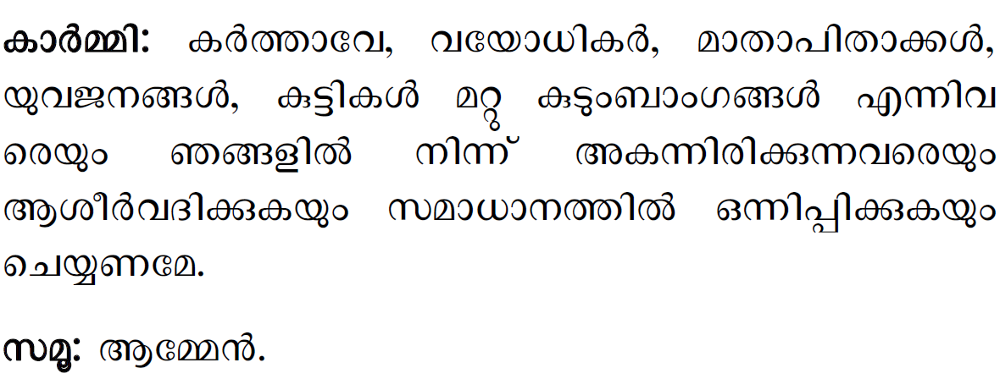 കാർമ്മി: കർത്താവേ, വയോധികർ, മാതാപിതാക്കൾ,
യുവജനങ്ങൾ, കുട്ടികൾ മറ്റു കുടുംബാംഗങ്ങൾ എന്നിവ
രെയും ഞങ്ങളിൽ നിന്ന് അകന്നിരിക്കുന്നവരെയും
ആശീർവദിക്കുകയും സമാധാനത്തിൽ ഒന്നിപ്പിക്കുകയും
ചെയ്യണമേ.
സമൂ: ആമ്മേൻ.